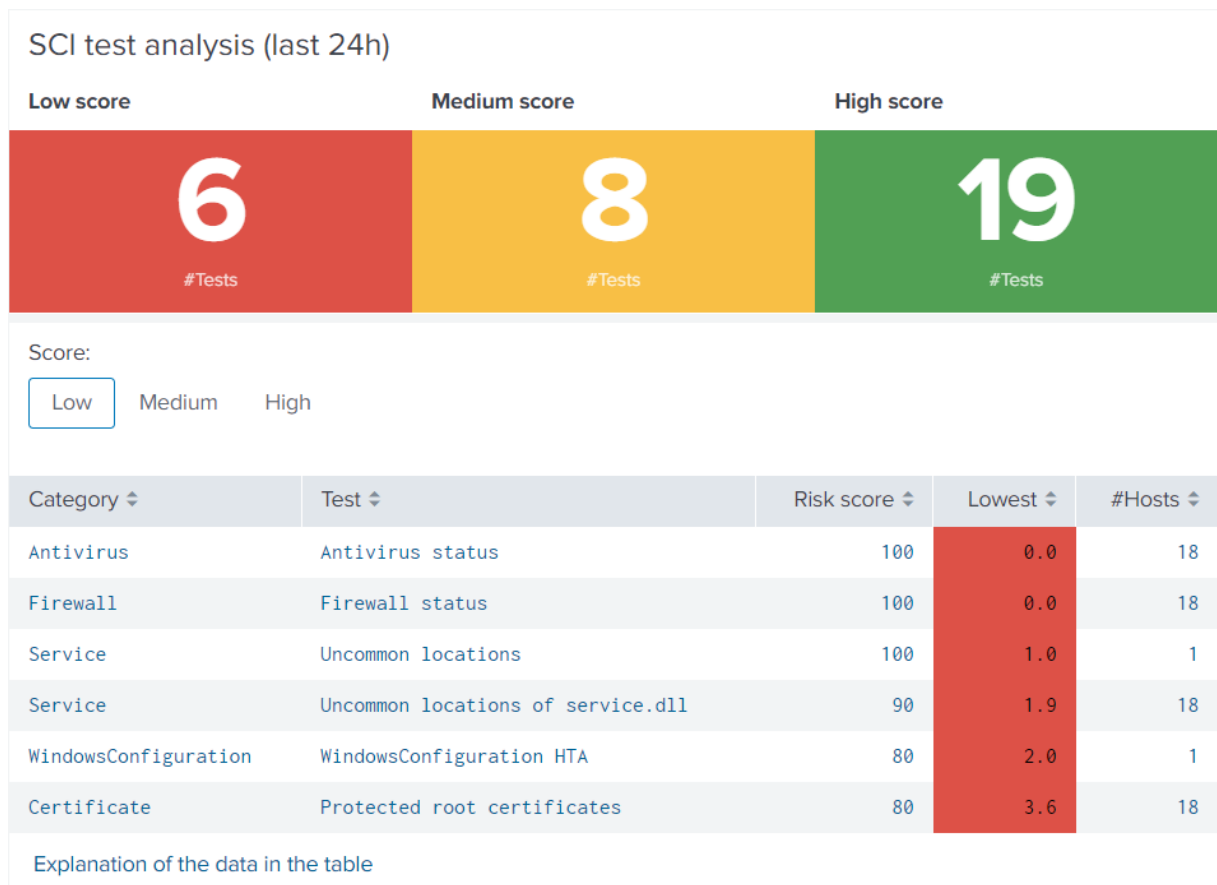 SCI test analysis (last 24h)
Low score Medium score High score
6 8 19
#Tests #Tests #Tests
Score:
Low Medium High
Category Test Risk score Lowest #Hosts
Antivirus Antivirus status 100 0.0 18
Firewall Firewall status 100 0.0 18
Service Uncommon locations 100 1.0 1
Service Uncommon locations of service.dll 90 1.9 18
WindowsConfiguration WindowsConfiguration HTA 80 2.0 1
Certificate Protected root certificates 80 3.6 18
Explanation of the data in the table